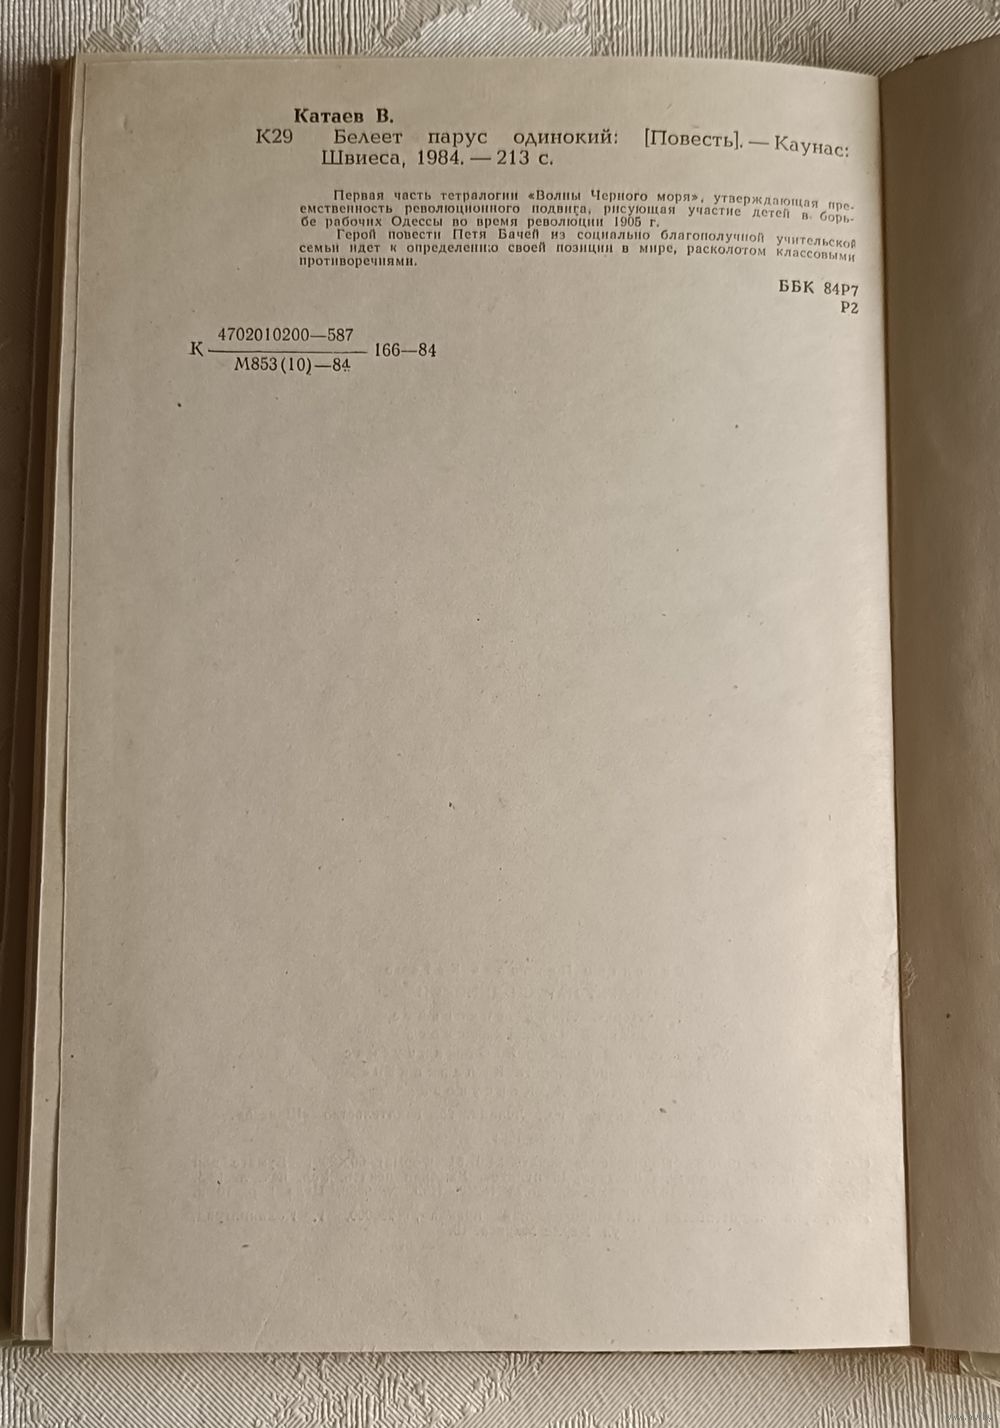 Катаев В.
К29 Белеет парус одинокий: [Повесть]. — Каунас:
Швиеса, 1984. — 213 с.
Первая часть тетралогии «Волны Черного моря», утверждающая пре-
емственность революционного подвига, рисующая участие детей в борь-
бе рабочих Одессы во время революции 1905 г.
Герой повести Петя Бачей из социально благополучной учительской
семьи идет к определению своей позиции в мире, расколотом классовыми
противоречиями.
ББК 84Р7
Р2
4702010200—587
К 166—84
М853(10)—84